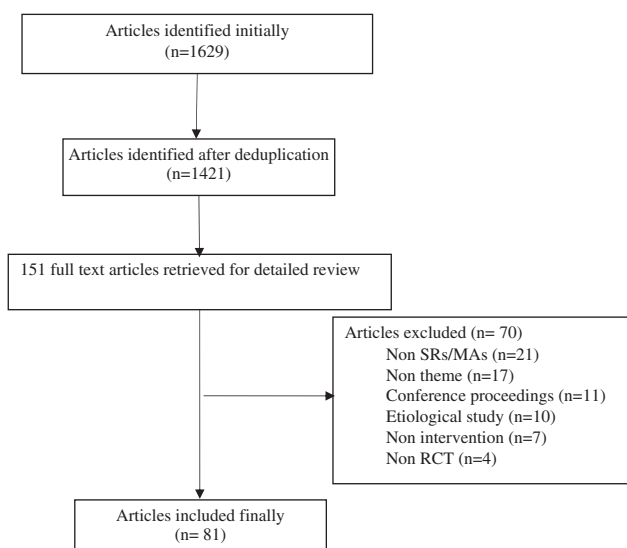 Articles identified initially
(n=1629)
Articles identified after deduplication
(n=1421)
151 full text articles retrieved for detailed review
Articles excluded (n= 70)
Non SRs/MAs (n=21)
Non theme (n=17)
Conference proceedings (n=11)
Etiological study (n=10)
Non intervention (n=7)
Non RCT (n=4)
Articles included finally
(n= 81)